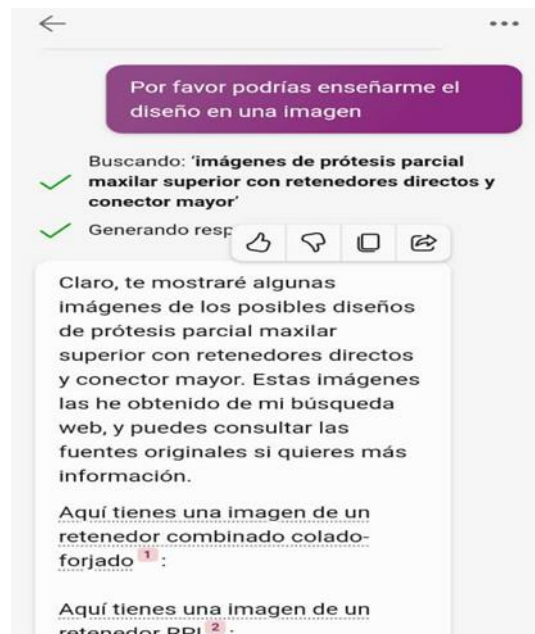 Por favor podrías enseñarme el
diseño en una imagen
Buscando: 'imágenes de prótesis parcial
maxilar superior con retenedores directos y
conector mayor'
Generando resp
Claro, te mostraré algunas
imágenes de los posibles diseños
de prótesis parcial maxilar
superior con retenedores directos
y conector mayor. Estas imágenes
las he obtenido de mi búsqueda
web, y puedes consultar las
fuentes originales si quieres más
información.
Aquí tienes una imagen de un
retenedor combinado colado-
forjado 1 :
Aquí tienes una imagen de un
retenedor RPI 2 :